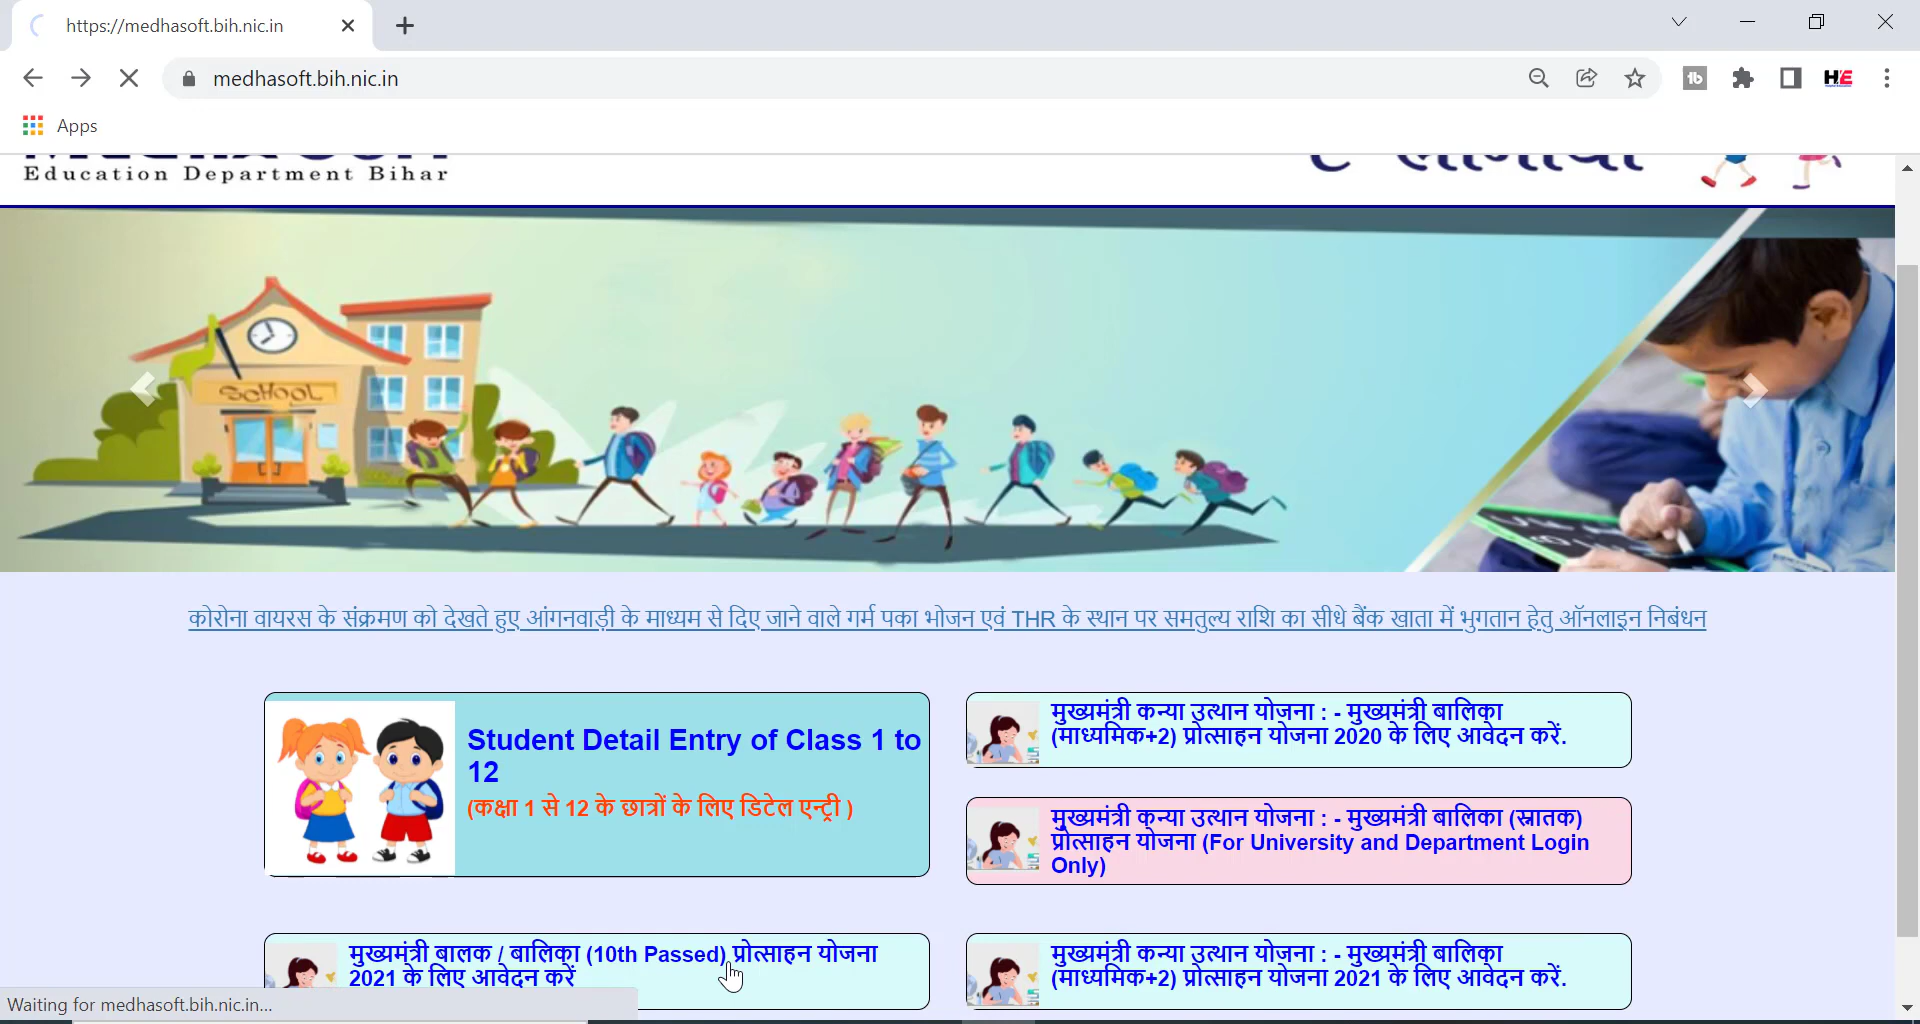 https://medhasoft.bih.nic.in
medhasoft.bih.nic.in
Apps
Education Department Bihar
SCHOOL
कोरोना वायरस के संक्रमण को देखते हुए आंगनवाड़ी के माध्यम से दिए जाने वाले गर्म पका भोजन एवं THR के स्थान पर समतुल्य राशि का सीधे बैंक खाता में भुगतान हेतु ऑनलाइन निबंधन
Student Detail Entry of Class 1 to
12
(कक्षा 1 से 12 के छात्रों के लिए डिटेल एन्ट्री )
मुख्यमंत्री कन्या उत्थान योजना : - मुख्यमंत्री बालिका
(माध्यमिक+2) प्रोत्साहन योजना 2020 के लिए आवेदन करें.
मुख्यमंत्री कन्या उत्थान योजना : - मुख्यमंत्री बालिका (स्नातक)
प्रोत्साहन योजना (For University and Department Login
Only)
मुख्यमंत्री बालक / बालिका (10th Passed) प्रोत्साहन योजना
2021 के लिए आवेदन करें
मुख्यमंत्री कन्या उत्थान योजना : - मुख्यमंत्री बालिका
(माध्यमिक+2) प्रोत्साहन योजना 2021 के लिए आवेदन करें.
Waiting for medhasoft.bih.nic.in...